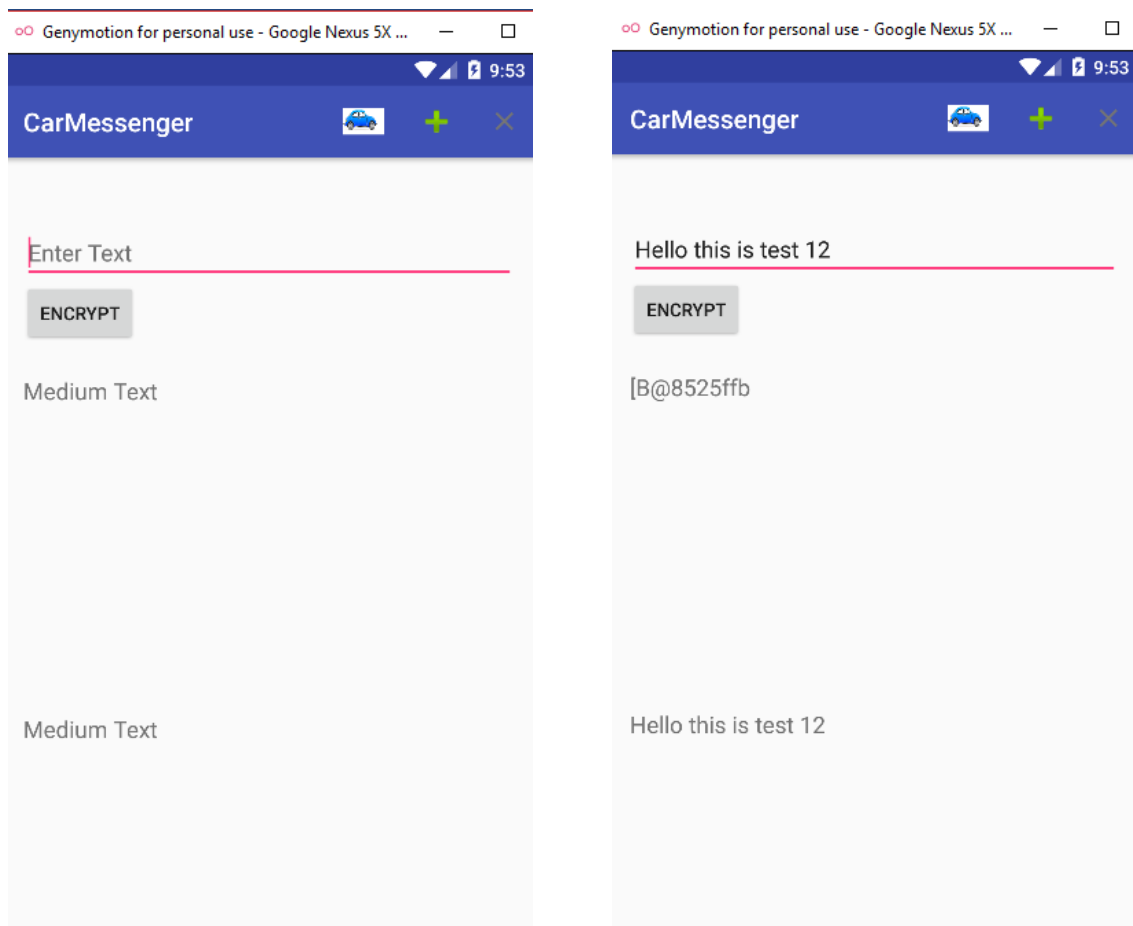 Genymotion for personal use - Google Nexus 5X ...
9:53
CarMessenger
Enter Text
ENCRYPT
Medium Text
Medium Text
Genymotion for personal use - Google Nexus 5X ...
9:53
CarMessenger
Hello this is test 12
ENCRYPT
[B@8525ffb
Hello this is test 12